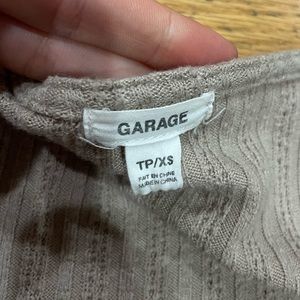 GARAGE
TP/XS
FAIT EN CHINE
MADE IN CHINA